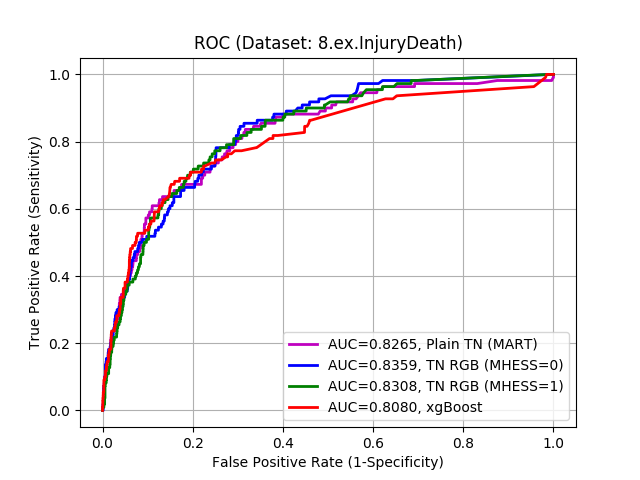 ROC (Dataset: 8.ex.InjuryDeath)
True Positive Rate (Sensitivity)
1.0
0.8
0.6
0.4
0.2
0.0
AUC=0.8265, Plain TN (MART)
AUC=0.8359, TN RGB (MHESS=0)
AUC=0.8308, TN RGB (MHESS=1)
AUC=0.8080, xgBoost
0.0 0.2 0.4 0.6 0.8 1.0
False Positive Rate (1-Specificity)